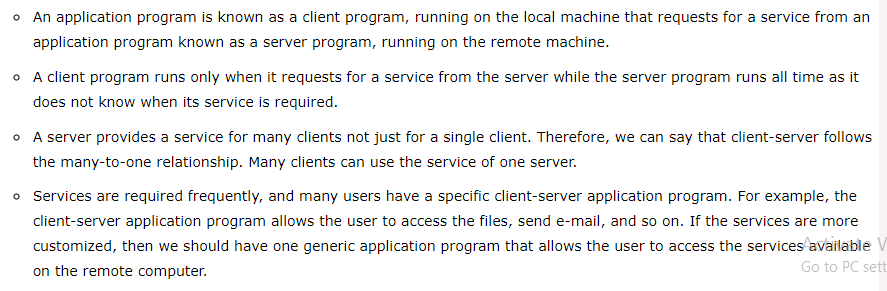 An application program is known as a client program, running on the local machine that requests for a service from an
application program known as a server program, running on the remote machine.
A client program runs only when it requests for a service from the server while the server program runs all time as it
does not know when its service is required.
A server provides a service for many clients not just for a single client. Therefore, we can say that client-server follows
the many-to-one relationship. Many clients can use the service of one server.
Services are required frequently, and many users have a specific client-server application program. For example, the
client-server application program allows the user to access the files, send e-mail, and so on. If the services are more
customized, then we should have one generic application program that allows the user to access the services available
on the remote computer.
Activate W
Go to PC sett